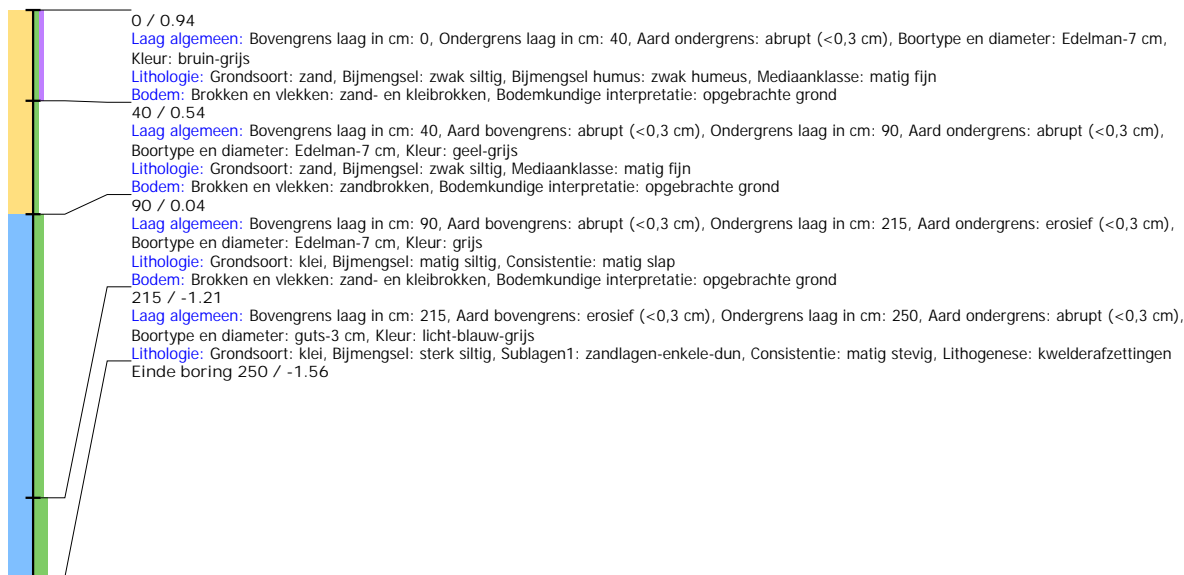 0 / 0.94
Laag algemeen: Bovengrens laag in cm: 0, Ondergrens laag in cm: 40, Aard ondergrens: abrupt (<0,3 cm), Boortype en diameter: Edelman-7 cm,
Kleur: bruin-grijs
Lithologie: Grondsoort: zand, Bijmengsel: zwak siltig, Bijmengsel humus: zwak humeus, Mediaanklasse: matig fijn
Bodem: Brokken en vlekken: zand- en kleibrokken, Bodemkundige interpretatie: opgebrachte grond
40 / 0.54
Laag algemeen: Bovengrens laag in cm: 40, Aard bovengrens: abrupt (<0,3 cm), Ondergrens laag in cm: 90, Aard ondergrens: abrupt (<0,3 cm),
Boortype en diameter: Edelman-7 cm, Kleur: geel-grijs
Lithologie: Grondsoort: zand, Bijmengsel: zwak siltig, Mediaanklasse: matig fijn
Bodem: Brokken en vlekken: zandbrokken, Bodemkundige interpretatie: opgebrachte grond
90 / 0.04
Laag algemeen: Bovengrens laag in cm: 90, Aard bovengrens: abrupt (<0,3 cm), Ondergrens laag in cm: 215, Aard ondergrens: erosief (<0,3 cm),
Boortype en diameter: Edelman-7 cm, Kleur: grijs
Lithologie: Grondsoort: klei, Bijmengsel: matig siltig, Consistentie: matig slap
Bodem: Brokken en vlekken: zand- en kleibrokken, Bodemkundige interpretatie: opgebrachte grond
215 / -1.21
Laag algemeen: Bovengrens laag in cm: 215, Aard bovengrens: erosief (<0,3 cm), Ondergrens laag in cm: 250, Aard ondergrens: abrupt (<0,3 cm),
Boortype en diameter: guts-3 cm, Kleur: licht-blauw-grijs
Lithologie: Grondsoort: klei, Bijmengsel: sterk siltig, Sublagen1: zandlagen-enkele-dun, Consistentie: matig stevig, Lithogenese: kwelderafzettingen
Einde boring 250 / -1.56